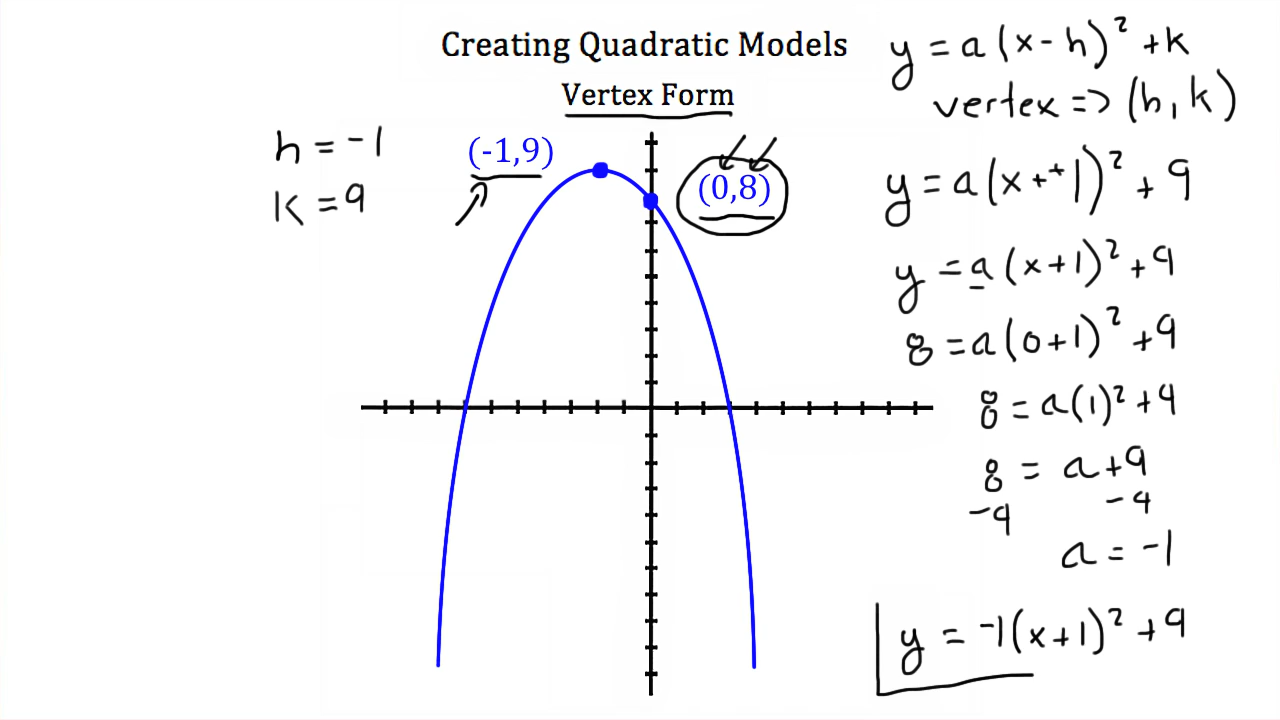 Creating Quadratic Models
Vertex Form
h = -1
k = 9
(-1,9)
(0,8)
y = a(x-h)² + k
vertex => (h, k)
y = a(x+⁺1)² + 9
y = a(x+1)² + 9
8 = a(0+1)² + 9
8 = a(1)² + 9
8 = a + 9
-9 -9
a = -1
y = -1(x+1)² + 9